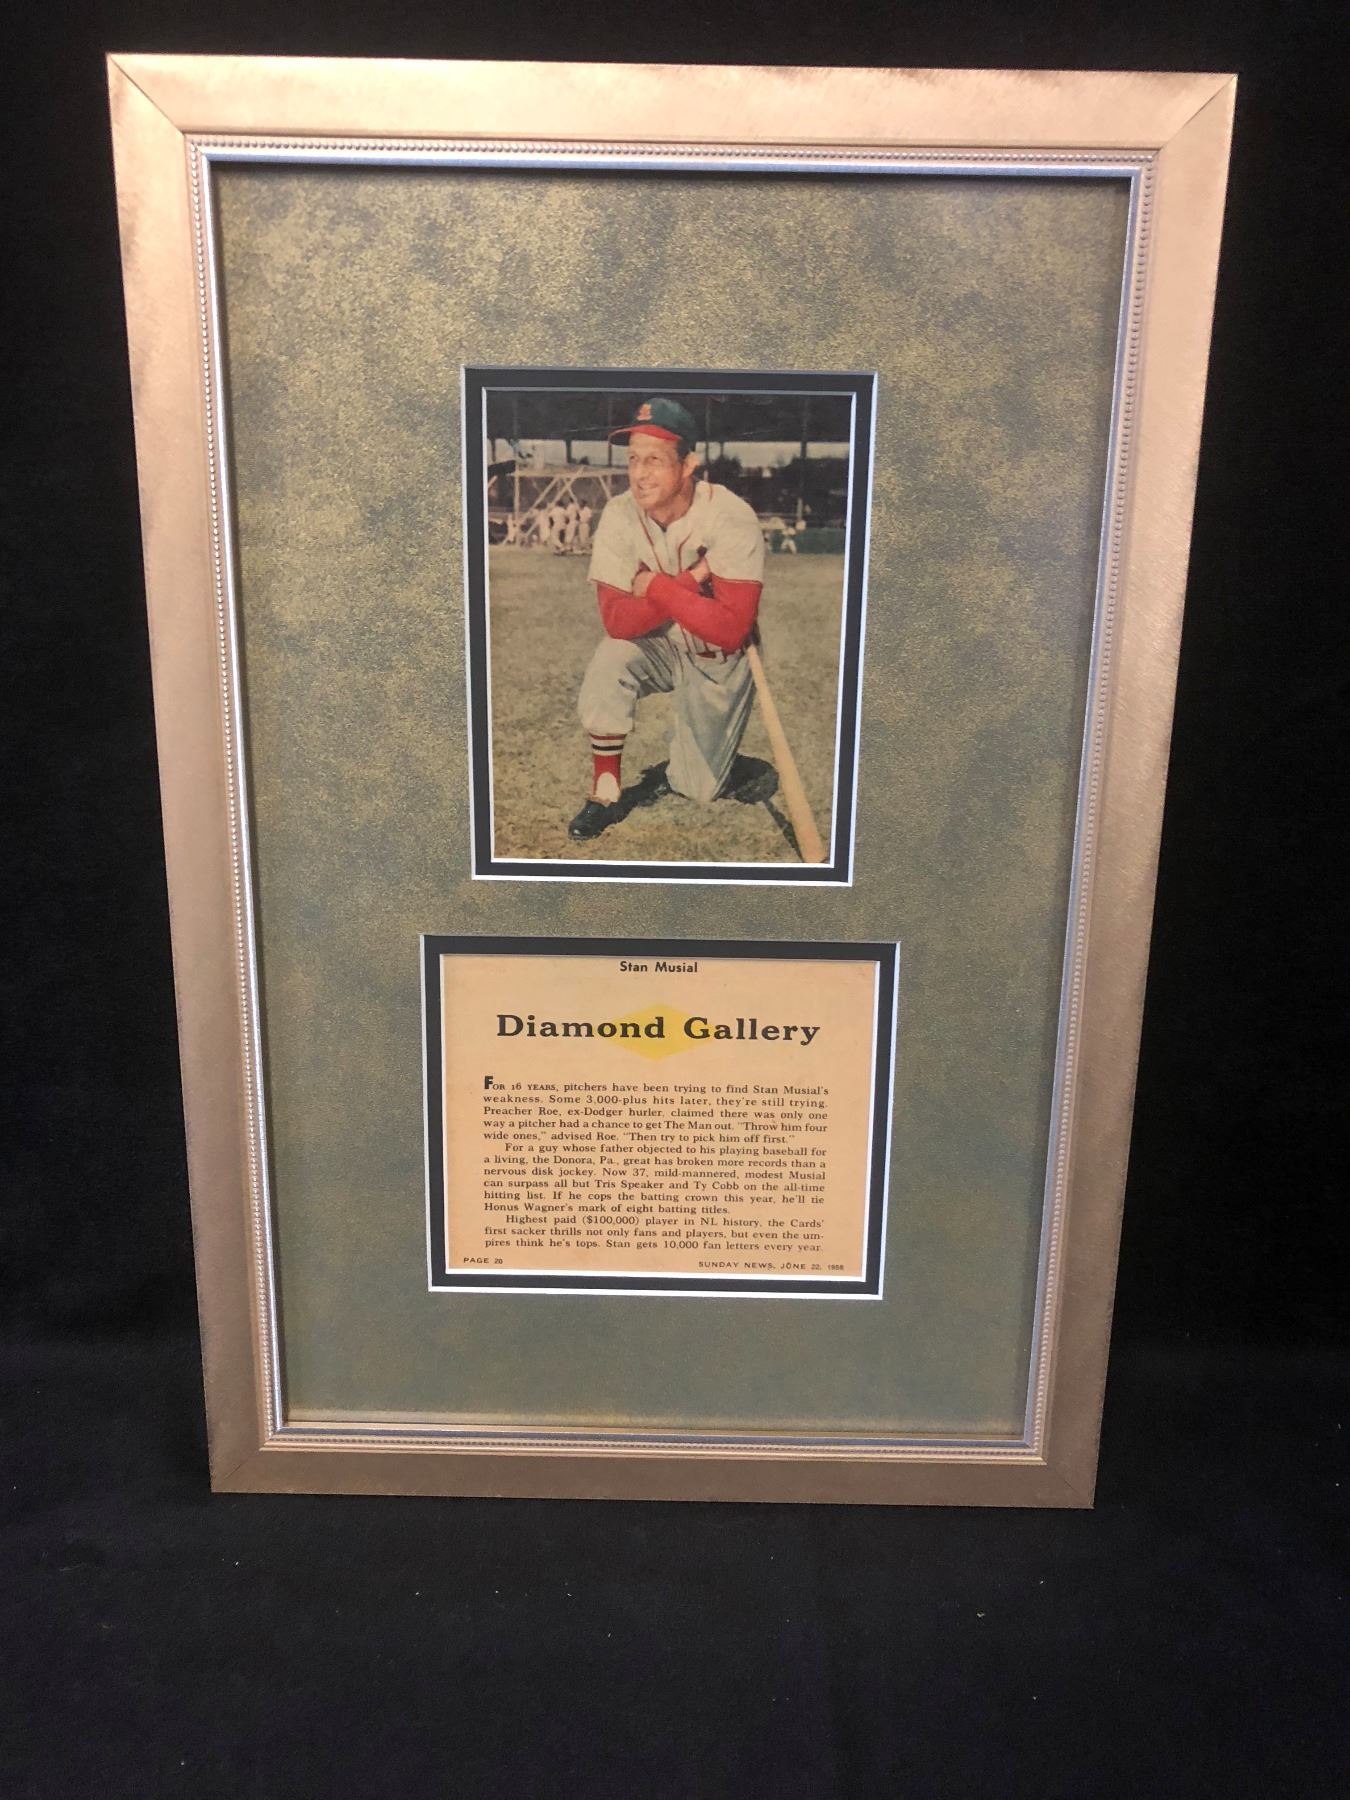 Stan Musial
Diamond Gallery
FOR 16 YEARS, pitchers have been trying to find Stan Musial's
weakness. Some 3,000-plus hits later, they're still trying.
Preacher Roe, ex-Dodger hurler, claimed there was only one
way a pitcher had a chance to get The Man out. "Throw him four
wide ones," advised Roe. "Then try to pick him off first."
For a guy whose father objected to his playing baseball for
a living, the Donora, Pa., great has broken more records than a
nervous disk jockey. Now 37, mild-mannered, modest Musial
can surpass all but Tris Speaker and Ty Cobb on the all-time
hitting list. If he cops the batting crown this year, he'll tie
Honus Wagner's mark of eight batting titles.
Highest paid ($100,000) player in NL history, the Cards'
first sacker thrills not only fans and players, but even the um-
pires think he's tops. Stan gets 10,000 fan letters every year.
PAGE 20
SUNDAY NEWS, JUNE 22, 1958